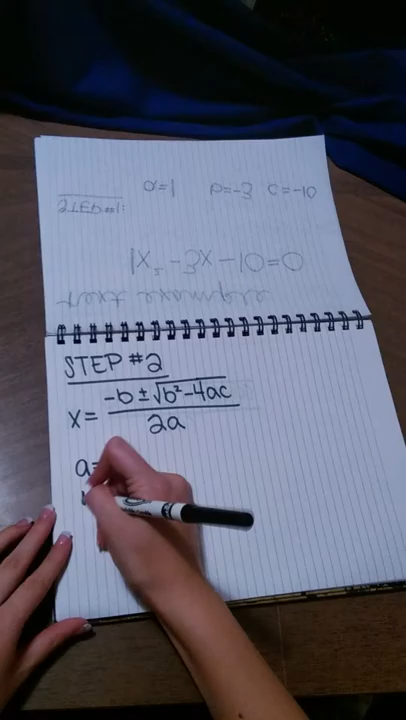 a=1 b=-3 c=-10
STEP #1:
1x² -3x -10=0
STEP #2
x= -b ± √b² -4ac
2a
a=